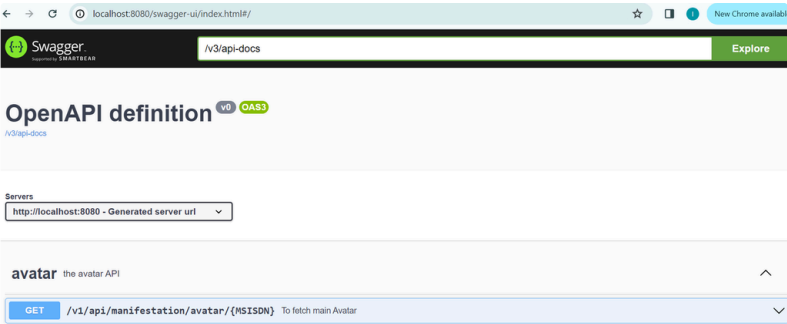 localhost:8080/swagger-ui/index.html#/
New Chrome available
Swagger.
Supported by SMARTBEAR
/v3/api-docs
Explore
OpenAPI definition v0 OAS3
/v3/api-docs
Servers
http://localhost:8080 - Generated server url
avatar the avatar API
GET /v1/api/manifestation/avatar/{MSISDN} To fetch main Avatar